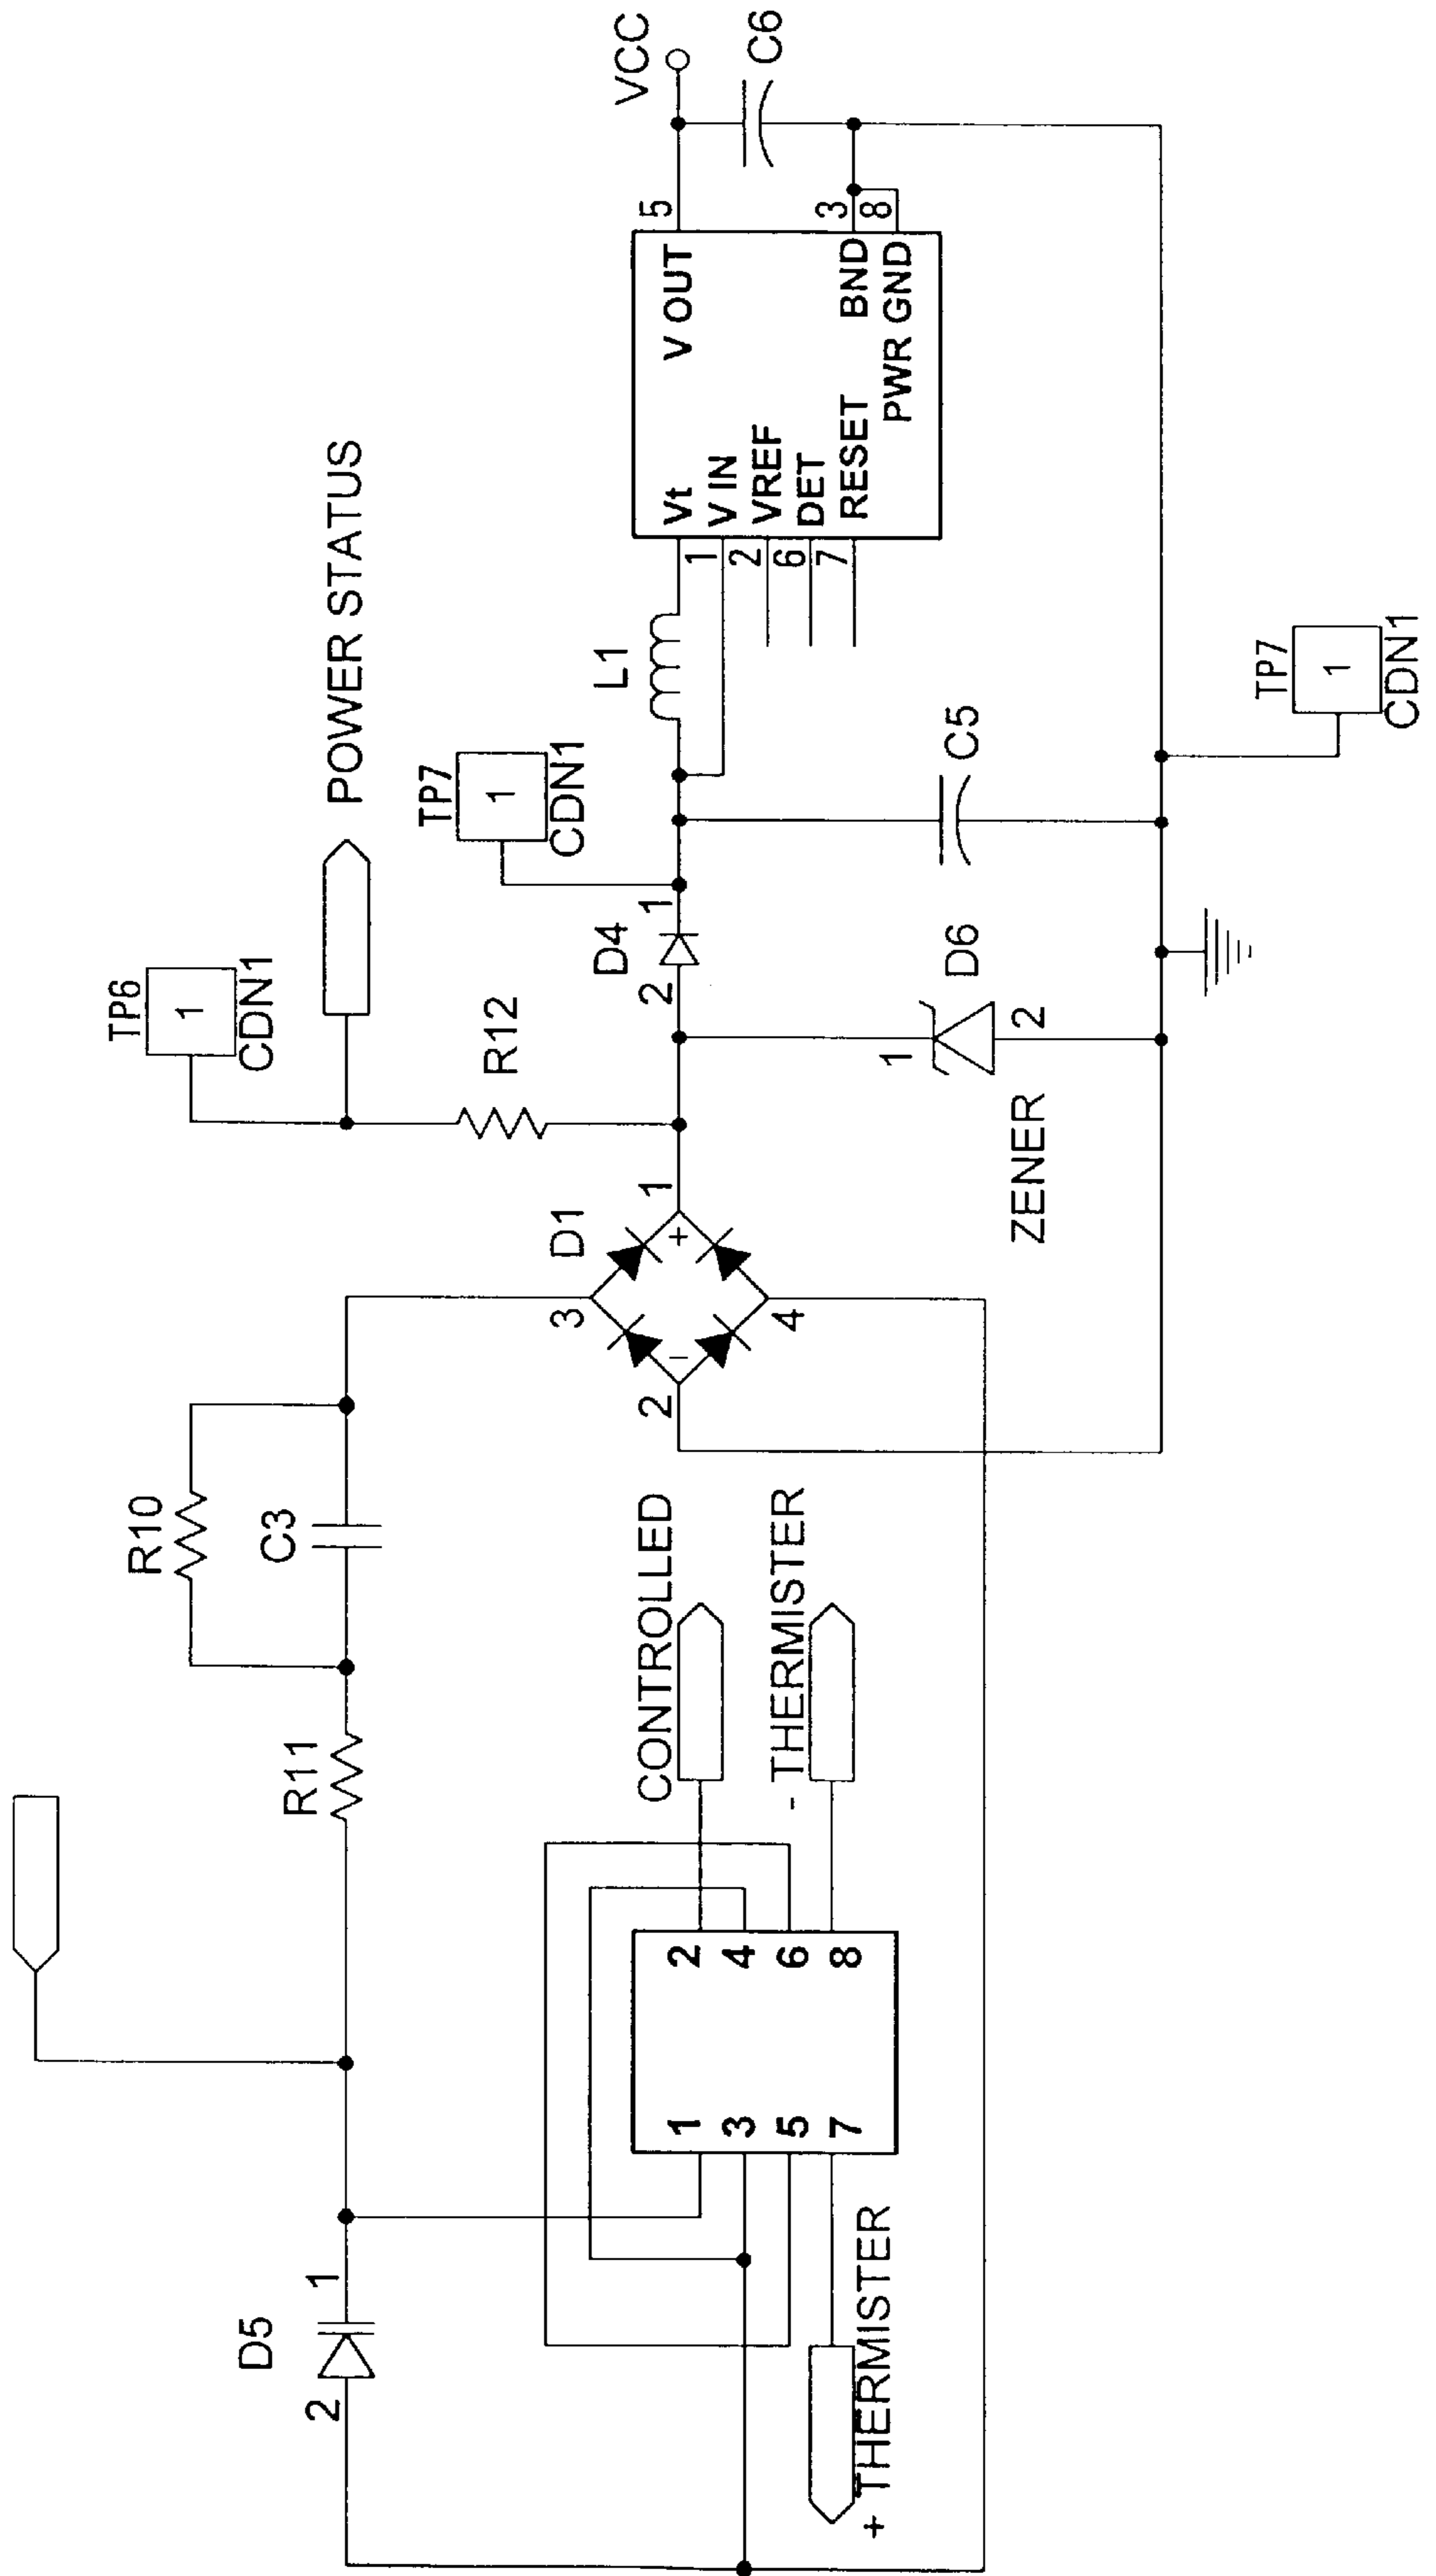 TP6
1
CDN1
POWER STATUS
R10
C3
R12
TP7
1
CDN1
R11
D5
1
2
D1
3
1
+
-
2
4
D4
2
1
L1
VCC
C6
CONTROLLED
- THERMISTER
+ THERMISTER
1
3
5
7
2
4
6
8
1
2
6
7
Vt
V IN
VREF
DET
RESET
V OUT
BND
PWR GND
5
3
8
C5
1
D6
2
ZENER
TP7
1
CDN1